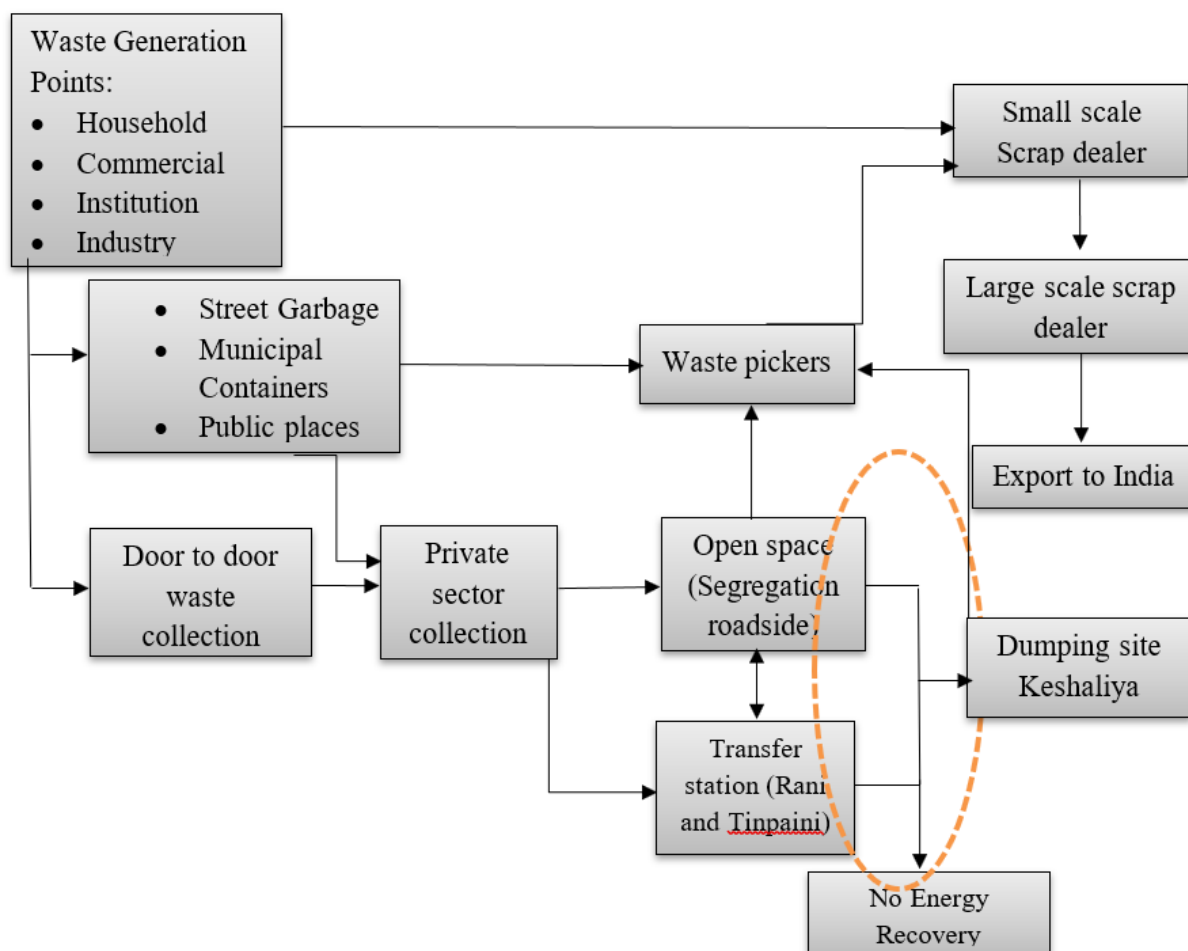 Waste Generation
Points:
• Household
• Commercial
• Institution
• Industry
Small scale
Scrap dealer
• Street Garbage
• Municipal
Containers
• Public places
Waste pickers
Large scale scrap
dealer
Export to India
Door to door
waste
collection
Private
sector
collection
Open space
(Segregation
roadside)
Dumping site
Keshaliya
Transfer
station (Rani
and Tinpaini)
No Energy
Recovery